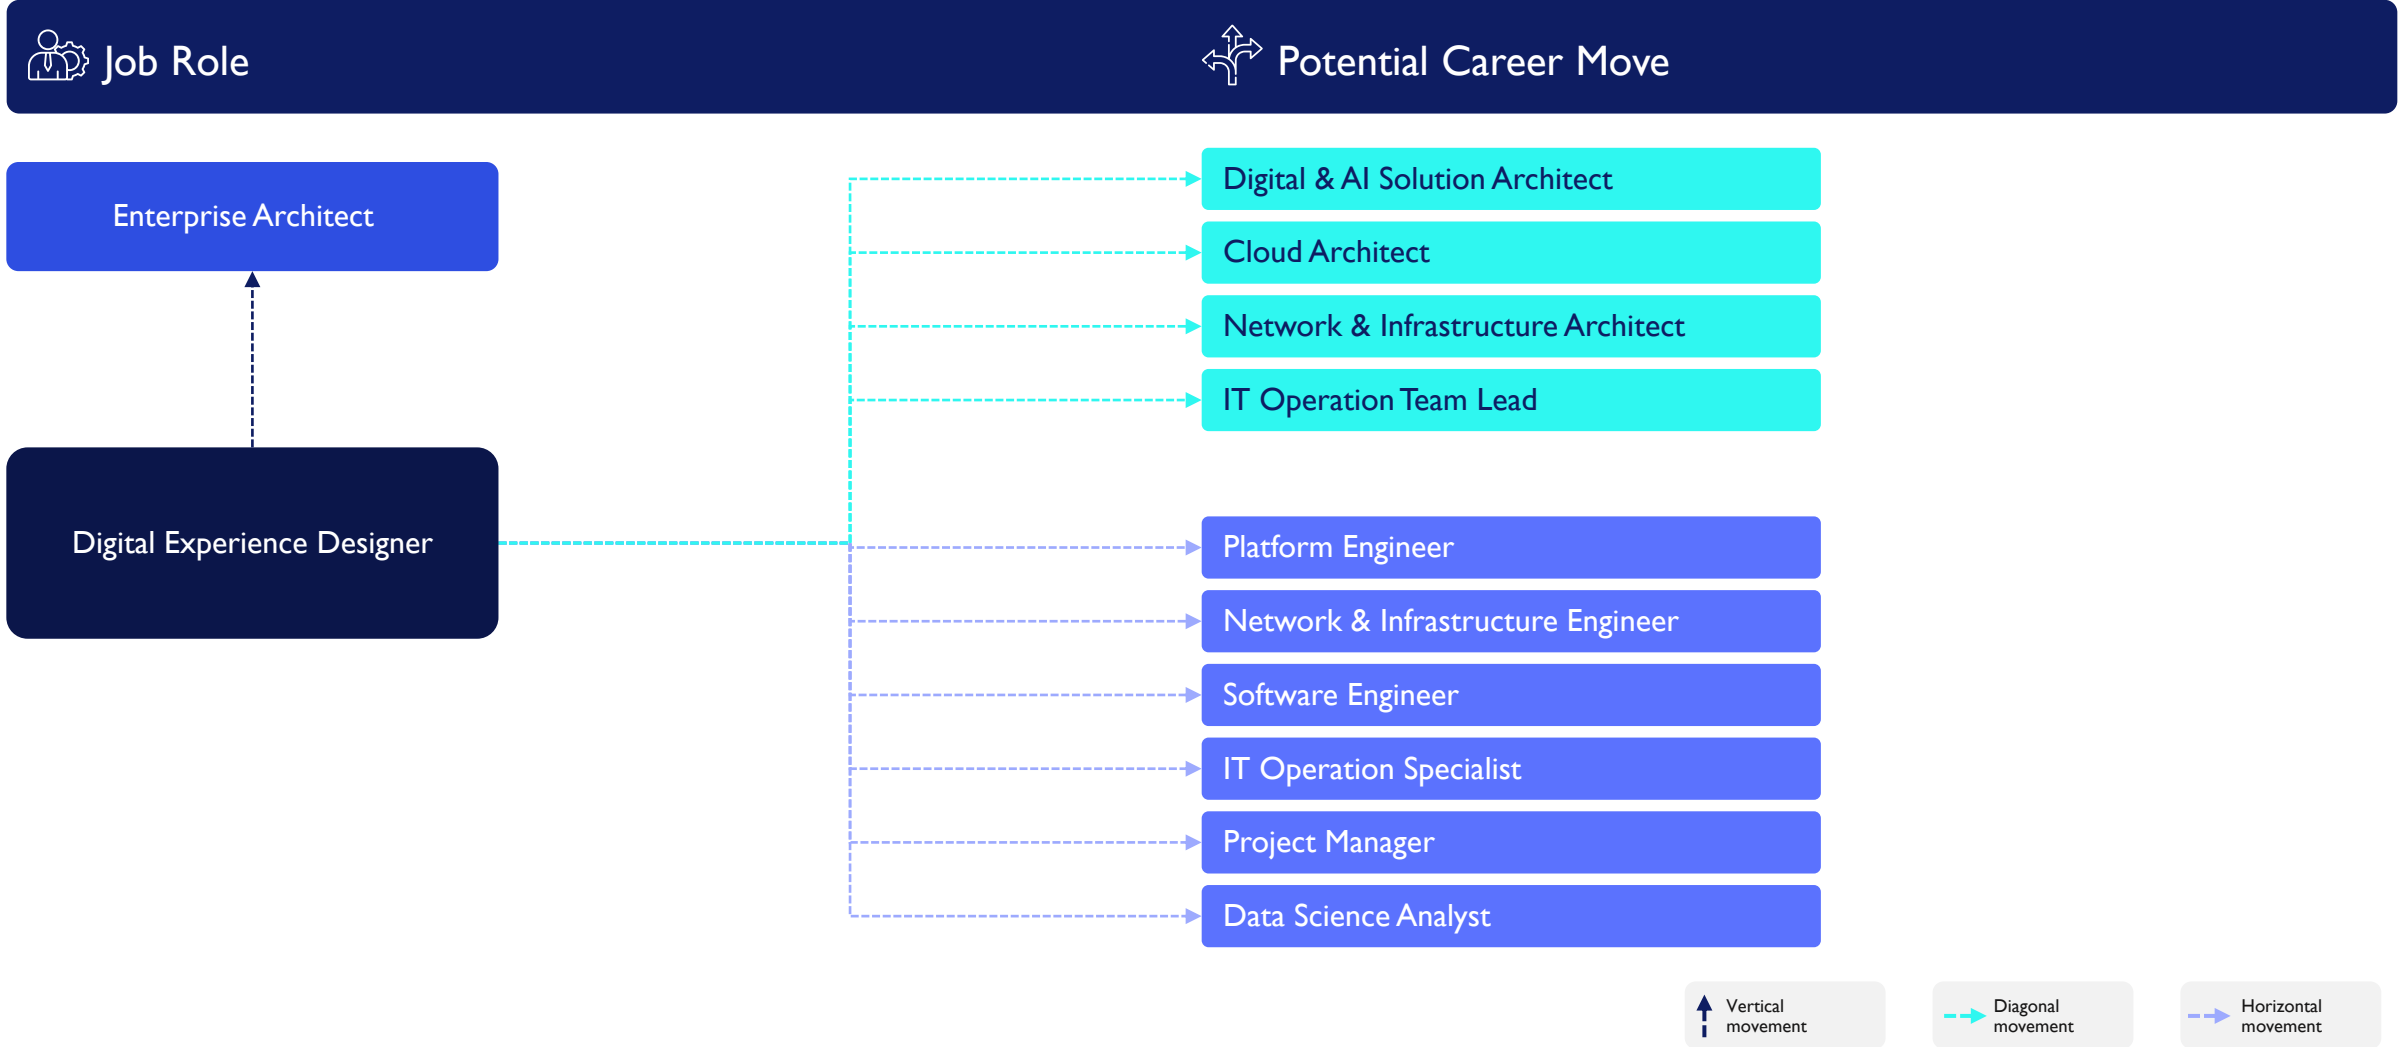 Job Role
Potential Career Move
Enterprise Architect
Digital Experience Designer
Digital & AI Solution Architect
Cloud Architect
Network & Infrastructure Architect
IT Operation Team Lead
Platform Engineer
Network & Infrastructure Engineer
Software Engineer
IT Operation Specialist
Project Manager
Data Science Analyst
Vertical
movement
Diagonal
movement
Horizontal
movement